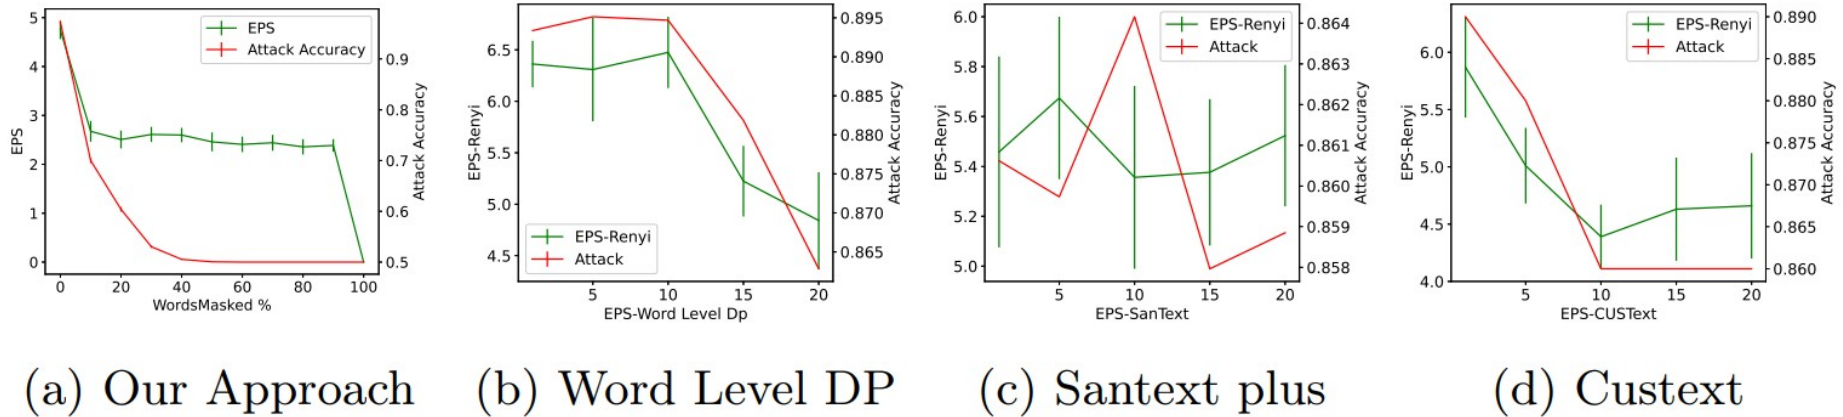 5
4
3
2
1
0
EPS
EPS
Attack Accuracy
0.9
0.8
0.7
0.6
0.5
Attack Accuracy
0 20 40 60 80 100
WordsMasked %
(a) Our Approach
6.5
6.0
5.5
5.0
4.5
EPS-Renyi
EPS-Renyi
Attack
0.895
0.890
0.885
0.880
0.875
0.870
0.865
Attack Accuracy
5 10 15 20
EPS-Word Level Dp
(b) Word Level DP
6.0
5.8
5.6
5.4
5.2
5.0
EPS-Renyi
EPS-Renyi
Attack
0.864
0.863
0.862
0.861
0.860
0.859
0.858
Attack Accuracy
5 10 15 20
EPS-SanText
(c) Santext plus
6.0
5.5
5.0
4.5
4.0
EPS-Renyi
EPS-Renyi
Attack
0.890
0.885
0.880
0.875
0.870
0.865
0.860
Attack Accuracy
5 10 15 20
EPS-CUSText
(d) Custext